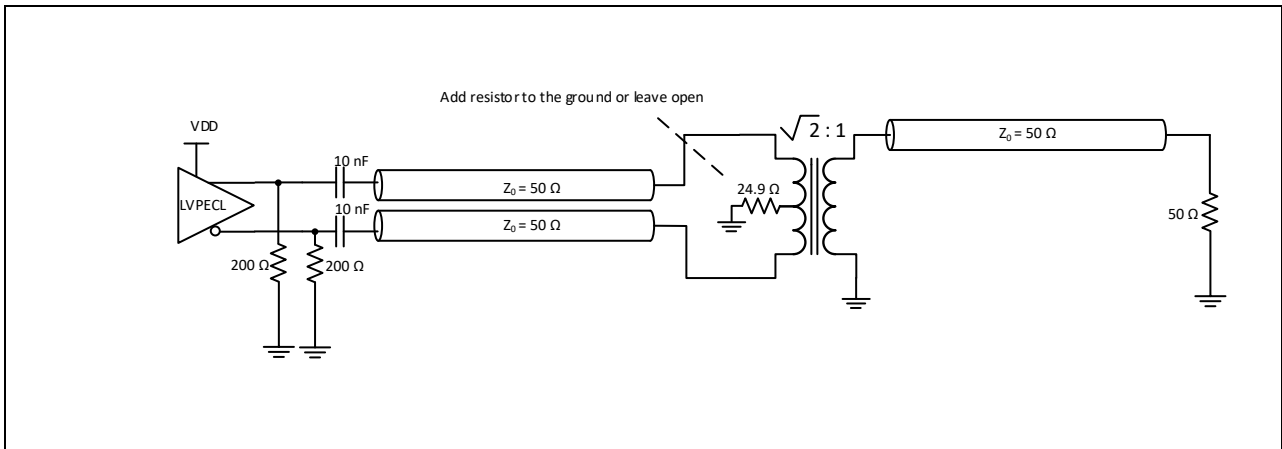 Add resistor to the ground or leave open
VDD
√2 : 1
Z₀ = 50 Ω
10 nF
Z₀ = 50 Ω
24.9 Ω
LVPECL
10 nF
Z₀ = 50 Ω
50 Ω
200 Ω
200 Ω